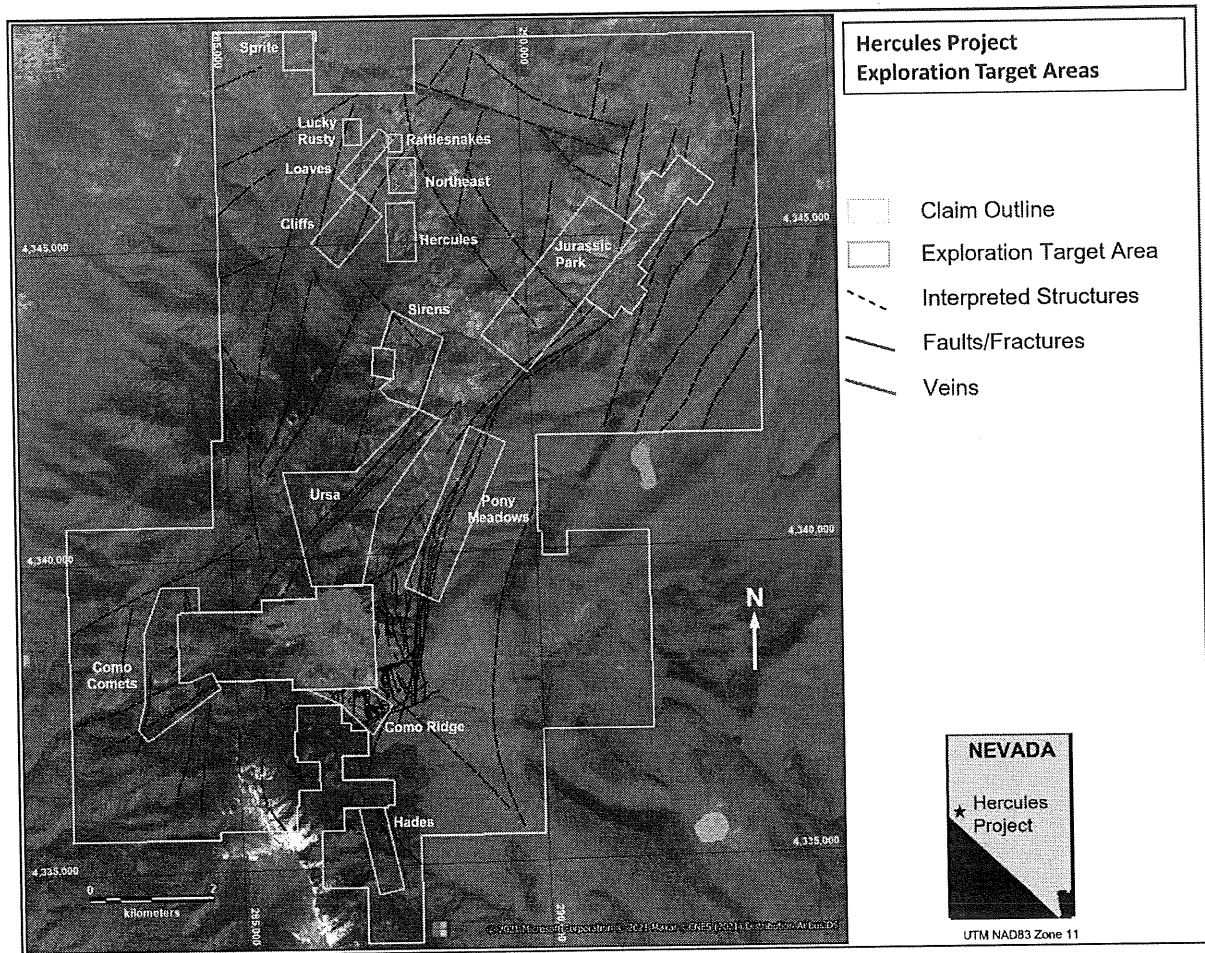 Hercules Project
Exploration Target Areas
Claim Outline
Exploration Target Area
Interpreted Structures
Faults/Fractures
Veins
Sprite
285,000
290,000
Lucky
Rusty
Rattlesnakes
Loaves
Northeast
Cliffs
Hercules
4,345,000
4,345,000
Jurassic
Park
Sirens
Ursa
Pony
Meadows
4,340,000
4,340,000
N
Como
Comets
Como Ridge
Hades
4,335,000
4,335,000
0 2
kilometers
285,000
NEVADA
Hercules
Project
UTM NAD83 Zone 11